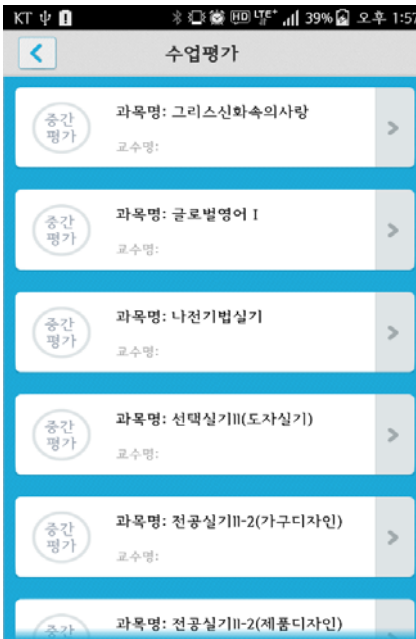 KT HD LTE+ 39% 오후 1:57
수업평가
중간
평가
과목명: 그리스신화속의사랑
교수명:
중간
평가
과목명: 글로벌영어 I
교수명:
중간
평가
과목명: 나전기법실기
교수명:
중간
평가
과목명: 선택실기II(도자실기)
교수명:
중간
평가
과목명: 전공실기II-2(가구디자인)
교수명:
중간
과목명: 전공실기II-2(제품디자인)